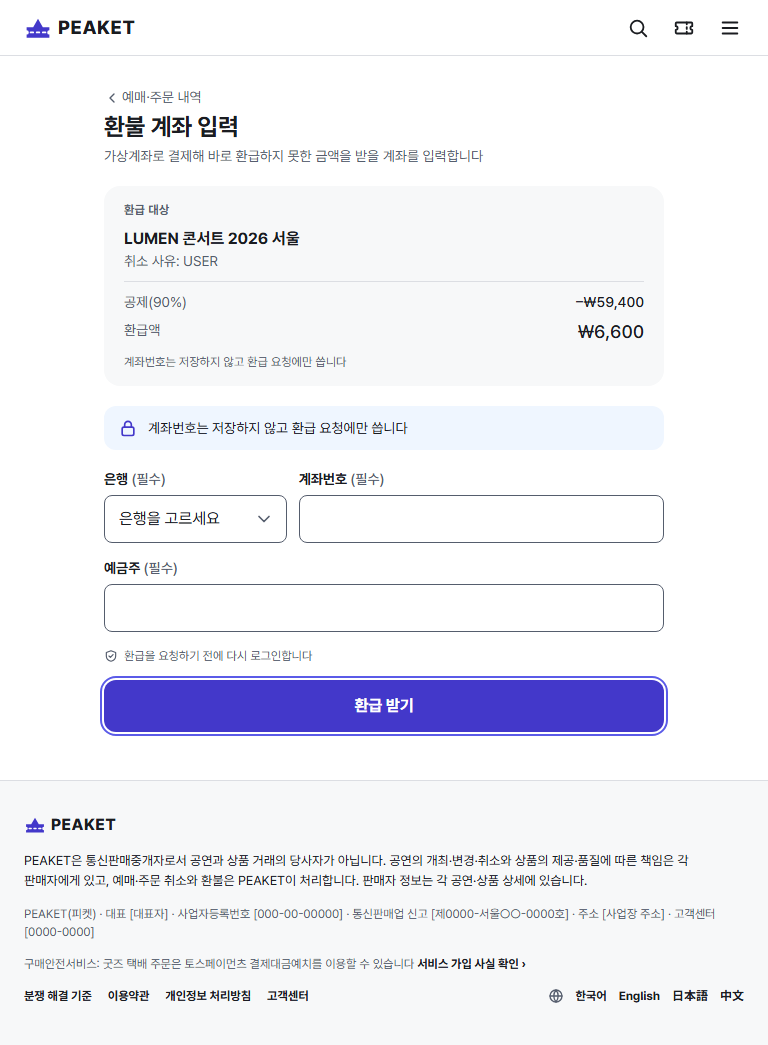 PEAKET
예매·주문 내역
환불 계좌 입력
가상계좌로 결제해 바로 환급하지 못한 금액을 받을 계좌를 입력합니다
환급 대상
LUMEN 콘서트 2026 서울
취소 사유: USER
공제(90%) −₩59,400
환급액 ₩6,600
계좌번호는 저장하지 않고 환급 요청에만 씁니다
계좌번호는 저장하지 않고 환급 요청에만 씁니다
은행 (필수) 계좌번호 (필수)
은행을 고르세요
예금주 (필수)
환급을 요청하기 전에 다시 로그인합니다
환급 받기
PEAKET
PEAKET은 통신판매중개자로서 공연과 상품 거래의 당사자가 아닙니다. 공연의 개최·변경·취소와 상품의 제공·품질에 따른 책임은 각
판매자에게 있고, 예매·주문 취소와 환불은 PEAKET이 처리합니다. 판매자 정보는 각 공연·상품 상세에 있습니다.
PEAKET(피켓) · 대표 [대표자] · 사업자등록번호 [000-00-00000] · 통신판매업 신고 [제0000-서울○○-0000호] · 주소 [사업장 주소] · 고객센터
[0000-0000]
구매안전서비스: 굿즈 택배 주문은 토스페이먼츠 결제대금예치를 이용할 수 있습니다 서비스 가입 사실 확인 ›
분쟁 해결 기준 이용약관 개인정보 처리방침 고객센터 한국어 English 日本語 中文